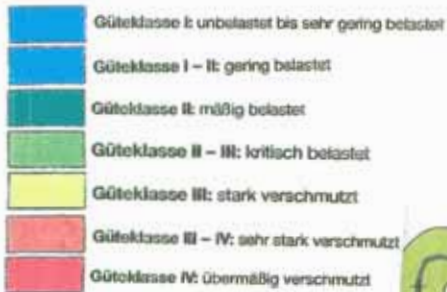 Güteklasse I: unbelastet bis sehr gering belastet
Güteklasse I – II: gering belastet
Güteklasse II: mäßig belastet
Güteklasse II – III: kritisch belastet
Güteklasse III: stark verschmutzt
Güteklasse III – IV: sehr stark verschmutzt
Güteklasse IV: übermäßig verschmutzt